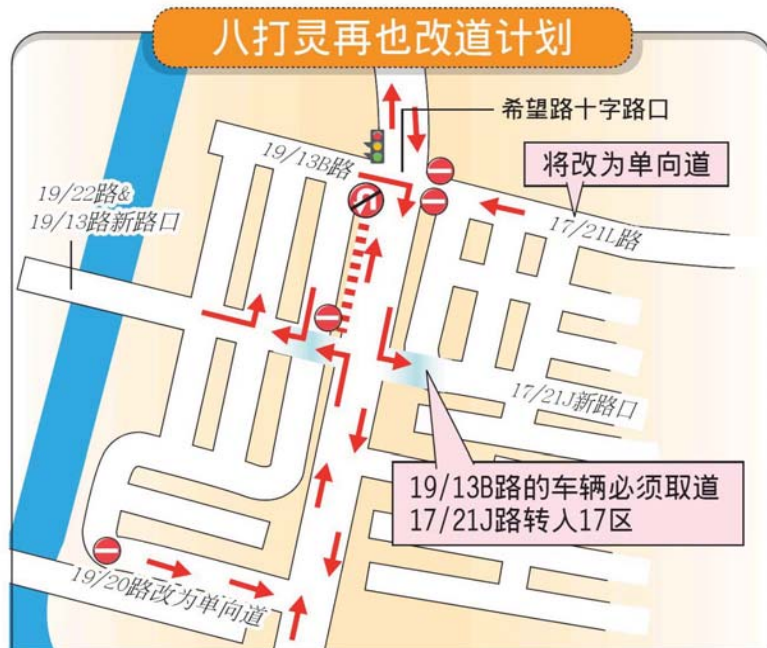 八打灵再也改道计划
希望路十字路口
19/13B路
将改为单向道
19/22路&
19/13路新路口
17/21L路
17/21J新路口
19/13B路的车辆必须取道
17/21J路转入17区
19/20路改为单向道